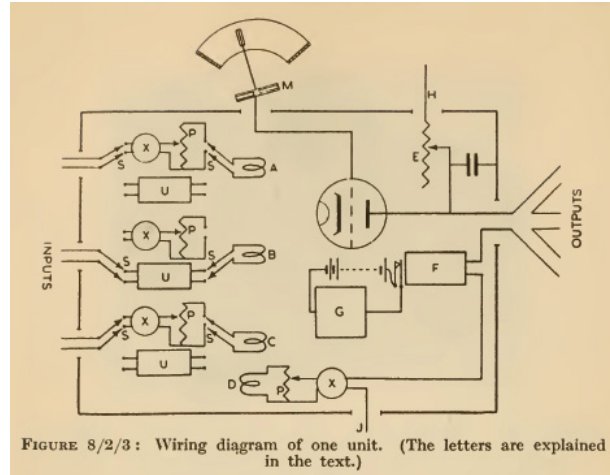 M
H
X
P
S
S
A
U
E
OUTPUTS
X
P
INPUTS
S
U
S
B
F
G
X
P
S
S
C
U
D
P
X
J
FIGURE 8/2/3: Wiring diagram of one unit. (The letters are explained
in the text.)